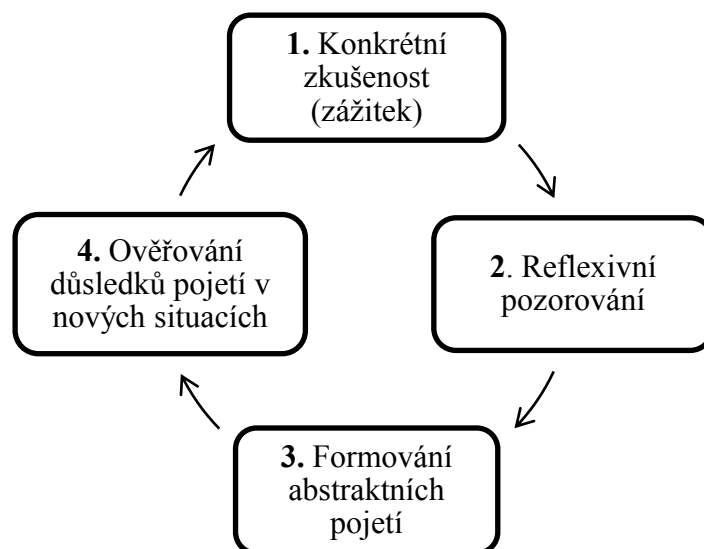 1. Konkrétní
zkušenost
(zážitek)
2. Reflexivní
pozorování
3. Formování
abstraktních
pojetí
4. Ověřování
důsledků pojetí v
nových situacích